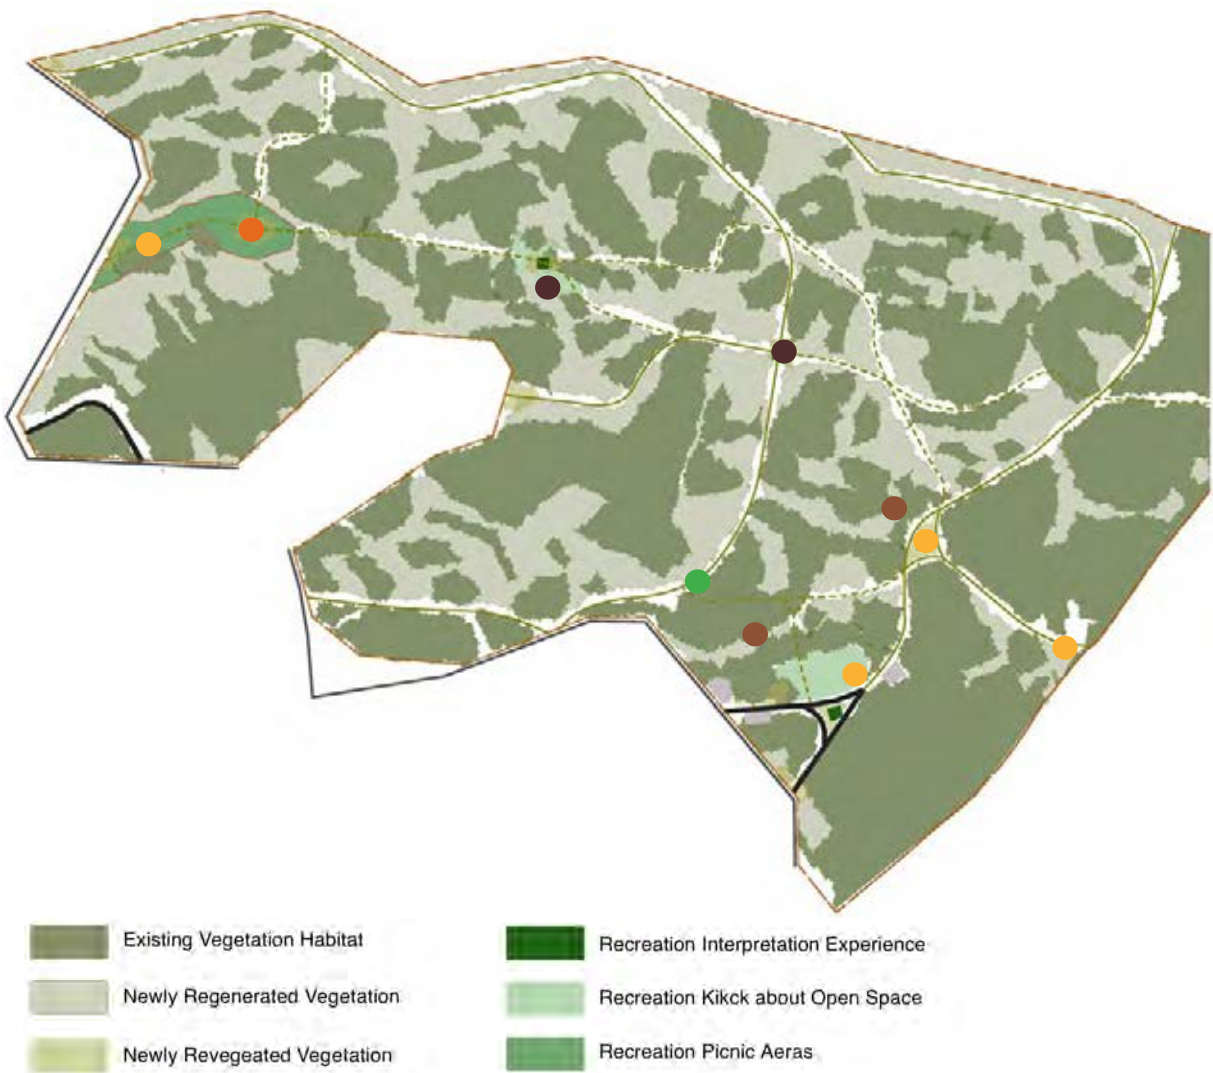 Existing Vegetation Habitat
Newly Regenerated Vegetation
Newly Revegeated Vegetation
Recreation Interpretation Experience
Recreation Kikck about Open Space
Recreation Picnic Aeras